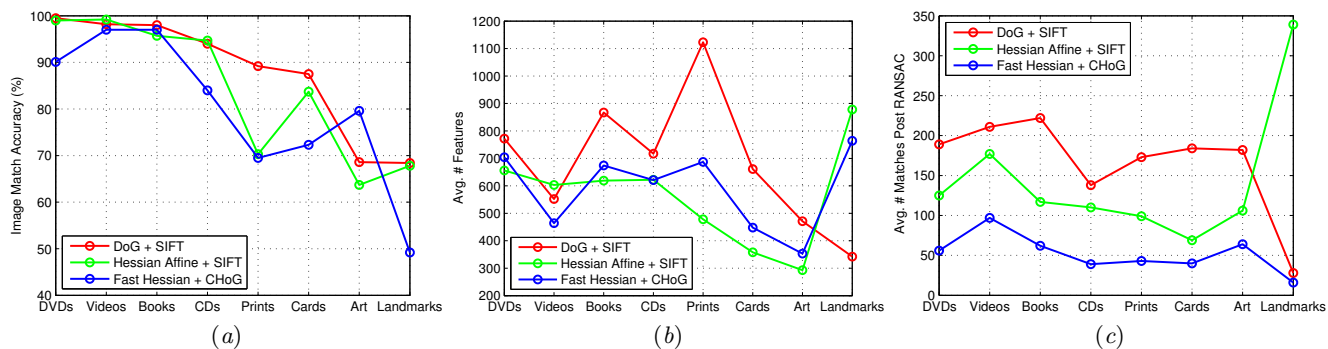 Image Match Accuracy (%)
100
90
80
70
60
50
40
DoG + SIFT
Hessian Affine + SIFT
Fast Hessian + CHoG
DVDs Videos Books CDs Prints Cards Art Landmarks
(a)
Avg. # Features
1200
1100
1000
900
800
700
600
500
400
300
200
DoG + SIFT
Hessian Affine + SIFT
Fast Hessian + CHoG
DVDs Videos Books CDs Prints Cards Art Landmarks
(b)
Avg. # Matches Post RANSAC
350
300
250
200
150
100
50
0
DoG + SIFT
Hessian Affine + SIFT
Fast Hessian + CHoG
DVDs Videos Books CDs Prints Cards Art Landmarks
(c)